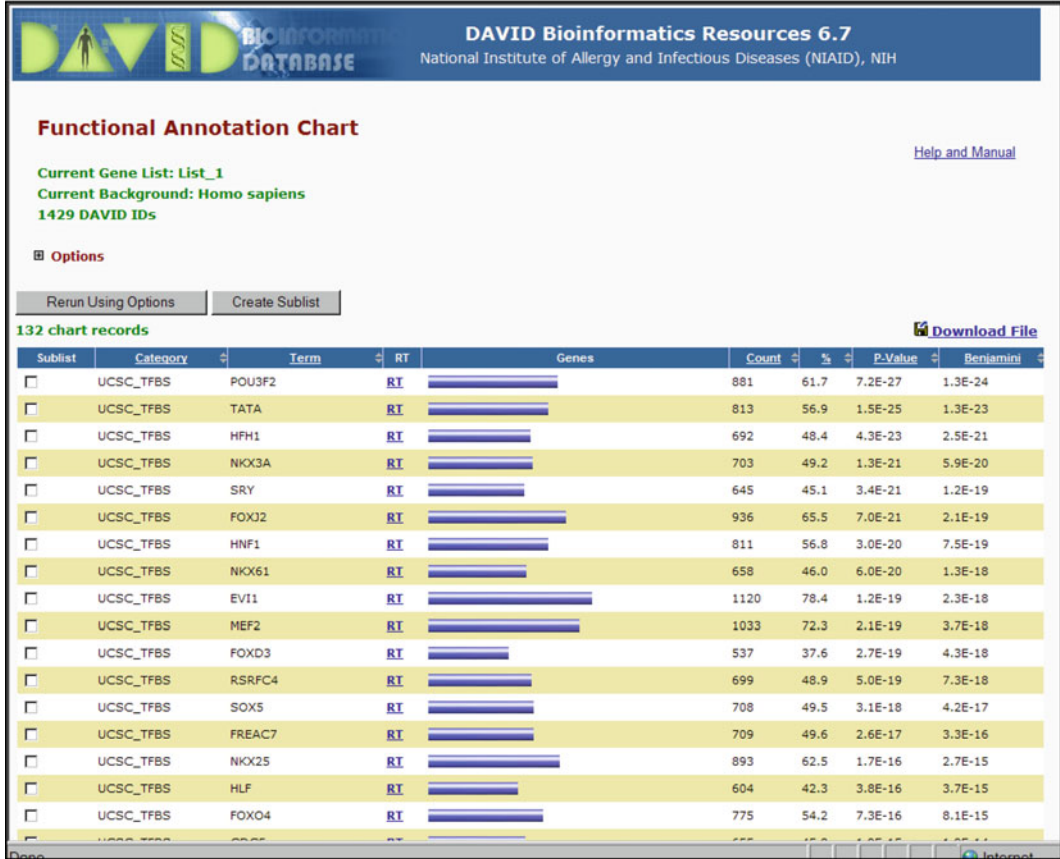 DAVID BIOINFORMATICS DATABASE
DAVID Bioinformatics Resources 6.7
National Institute of Allergy and Infectious Diseases (NIAID), NIH
Functional Annotation Chart
Help and Manual
Current Gene List: List_1
Current Background: Homo sapiens
1429 DAVID IDs
Options
Rerun Using Options Create Sublist
132 chart records Download File
Sublist Category Term RT Genes Count % P-Value Benjamini
UCSC_TFBS POU3F2 RT 881 61.7 7.2E-27 1.3E-24
UCSC_TFBS TATA RT 813 56.9 1.5E-25 1.3E-23
UCSC_TFBS HFH1 RT 692 48.4 4.3E-23 2.5E-21
UCSC_TFBS NKX3A RT 703 49.2 1.3E-21 5.9E-20
UCSC_TFBS SRY RT 645 45.1 3.4E-21 1.2E-19
UCSC_TFBS FOXJ2 RT 936 65.5 7.0E-21 2.1E-19
UCSC_TFBS HNF1 RT 811 56.8 3.0E-20 7.5E-19
UCSC_TFBS NKX61 RT 658 46.0 6.0E-20 1.3E-18
UCSC_TFBS EVI1 RT 1120 78.4 1.2E-19 2.3E-18
UCSC_TFBS MEF2 RT 1033 72.3 2.1E-19 3.7E-18
UCSC_TFBS FOXD3 RT 537 37.6 2.7E-19 4.3E-18
UCSC_TFBS RSRFC4 RT 699 48.9 5.0E-19 7.3E-18
UCSC_TFBS SOX5 RT 708 49.5 3.1E-18 4.2E-17
UCSC_TFBS FREAC7 RT 709 49.6 2.6E-17 3.3E-16
UCSC_TFBS NKX25 RT 893 62.5 1.7E-16 2.7E-15
UCSC_TFBS HLF RT 604 42.3 3.8E-16 3.7E-15
UCSC_TFBS FOXO4 RT 775 54.2 7.3E-16 8.1E-15
Done Internet